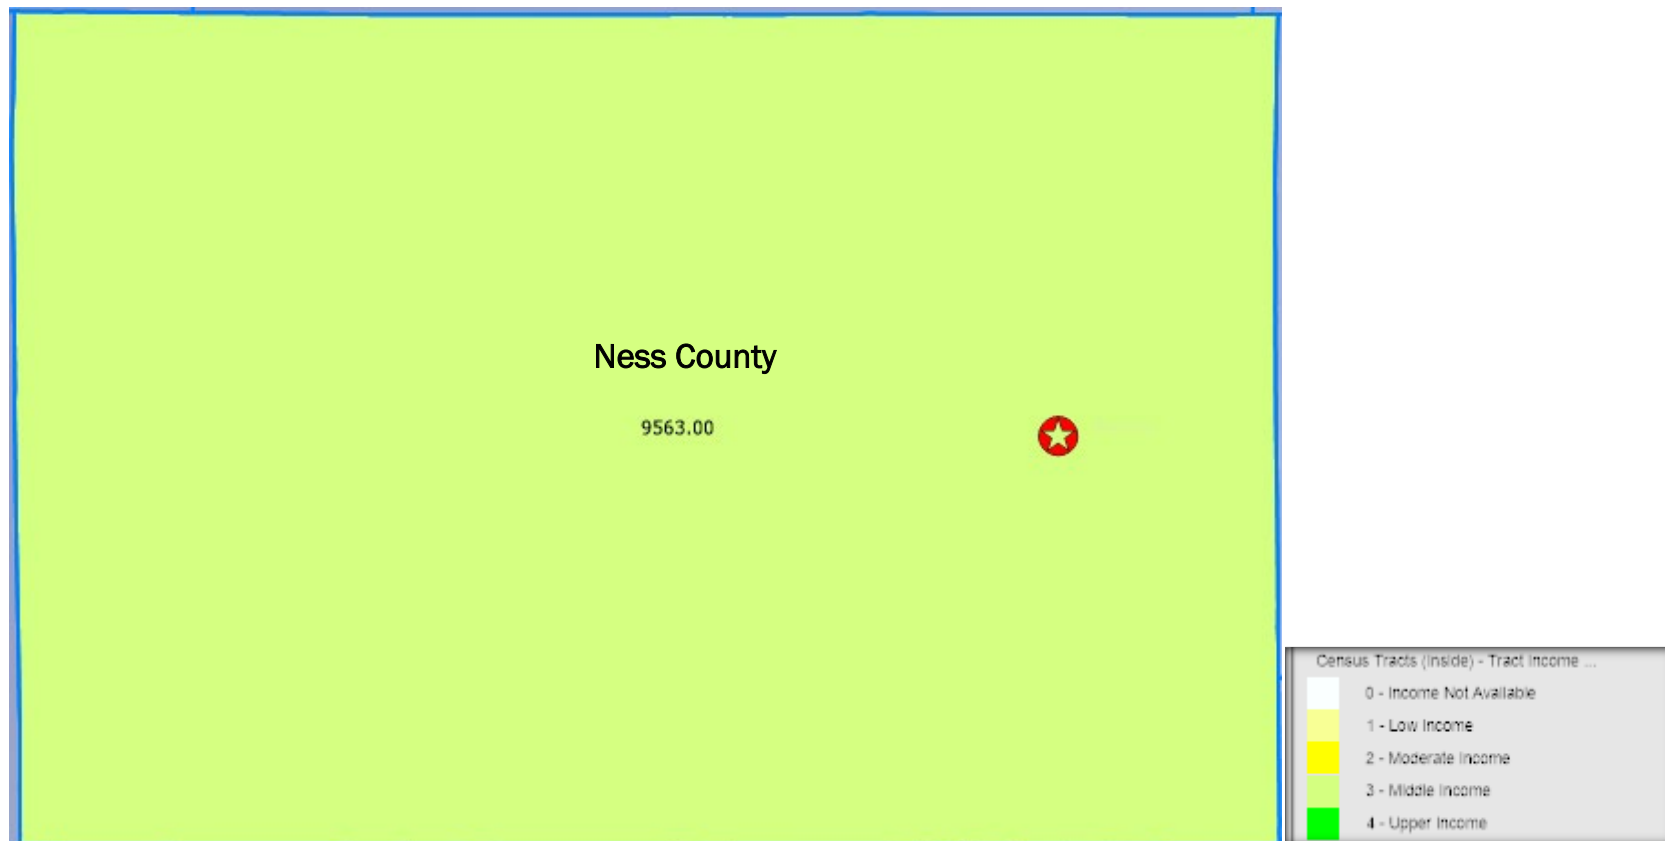 Ness County
9563.00
Census Tracts (Inside) - Tract Income ...
0 - Income Not Available
1 - Low Income
2 - Moderate Income
3 - Middle Income
4 - Upper Income